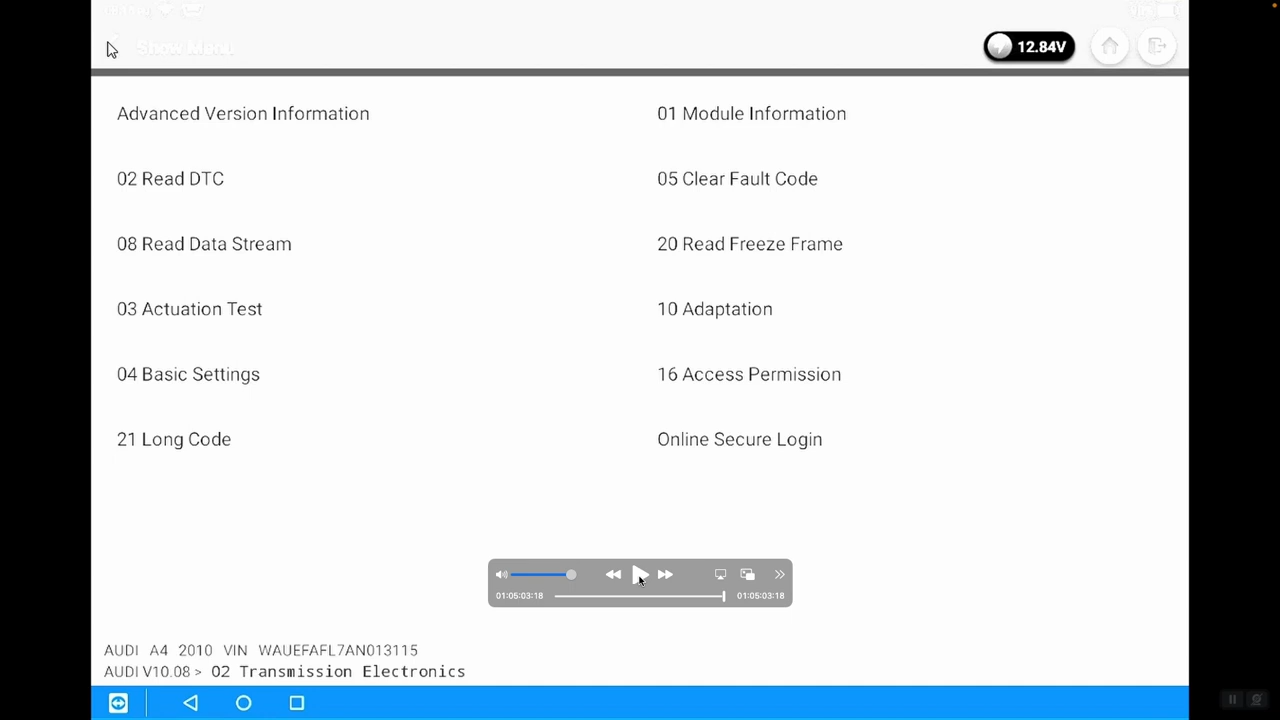 Show Menu
12.84V
Advanced Version Information
01 Module Information
02 Read DTC
05 Clear Fault Code
08 Read Data Stream
20 Read Freeze Frame
03 Actuation Test
10 Adaptation
04 Basic Settings
16 Access Permission
21 Long Code
Online Secure Login
01:05:03:18
01:05:03:18
AUDI A4 2010 VIN WAUEFAFL7AN013115
AUDI V10.08 > 02 Transmission Electronics